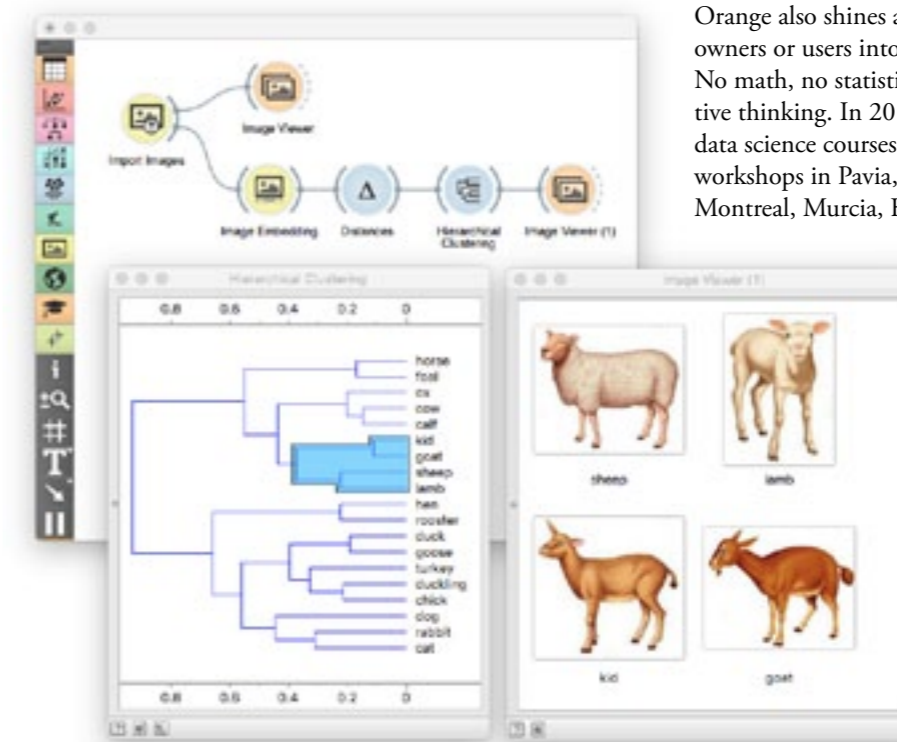 Orange also shines a
owners or users into
No math, no statisti
tive thinking. In 20
data science courses
workshops in Pavia,
Montreal, Murcia,
Image Viewer
Import Images
Image Embedding
Distances
Hierarchical
Clustering
Image Viewer (1)
Hierarchical Clustering
0.8 0.6 0.4 0.2 0
horse
foal
ox
cow
calf
kid
goat
sheep
lamb
hen
rooster
duck
goose
turkey
duckling
chick
dog
rabbit
cat
0.8 0.6 0.4 0.2 0
Image Viewer (1)
sheep
lamb
kid
goat